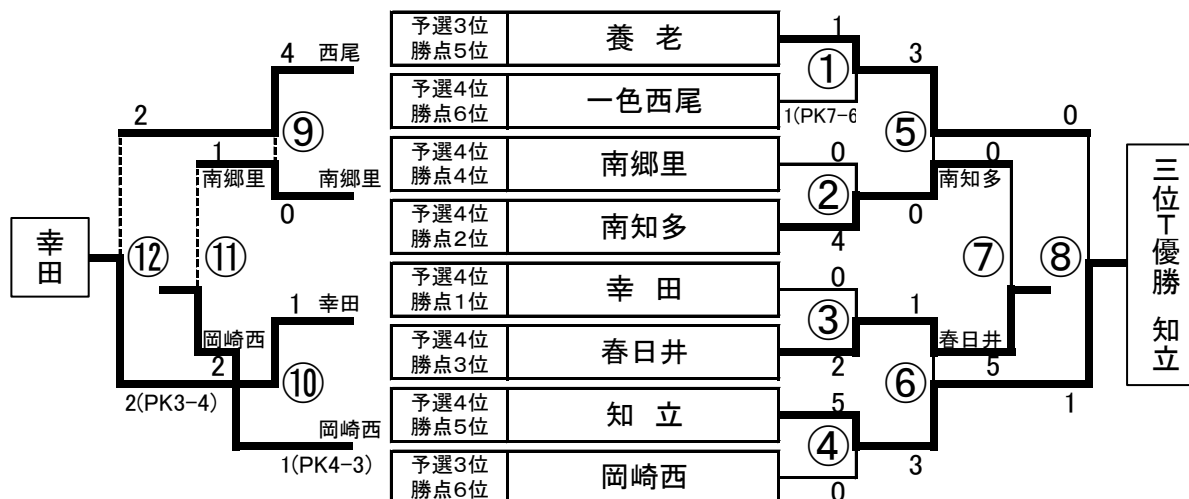 予選3位
勝点5位
養 老
予選4位
勝点6位
一色西尾
予選4位
勝点4位
南郷里
予選4位
勝点2位
南知多
予選4位
勝点1位
幸 田
予選4位
勝点3位
春日井
予選4位
勝点5位
知 立
予選3位
勝点6位
岡崎西
1
①
1(PK7-6
0
②
4
0
③
2
5
④
0
3
⑤
0
1
⑥
3
0
南知多
⑦
春日井
5
0
⑧
1
三位T優勝 知立
4
西尾
⑨
南郷里
0
2
1
南郷里
⑪
岡崎西
2
⑫
幸田
1
幸田
⑩
2(PK3-4)
岡崎西
1(PK4-3)